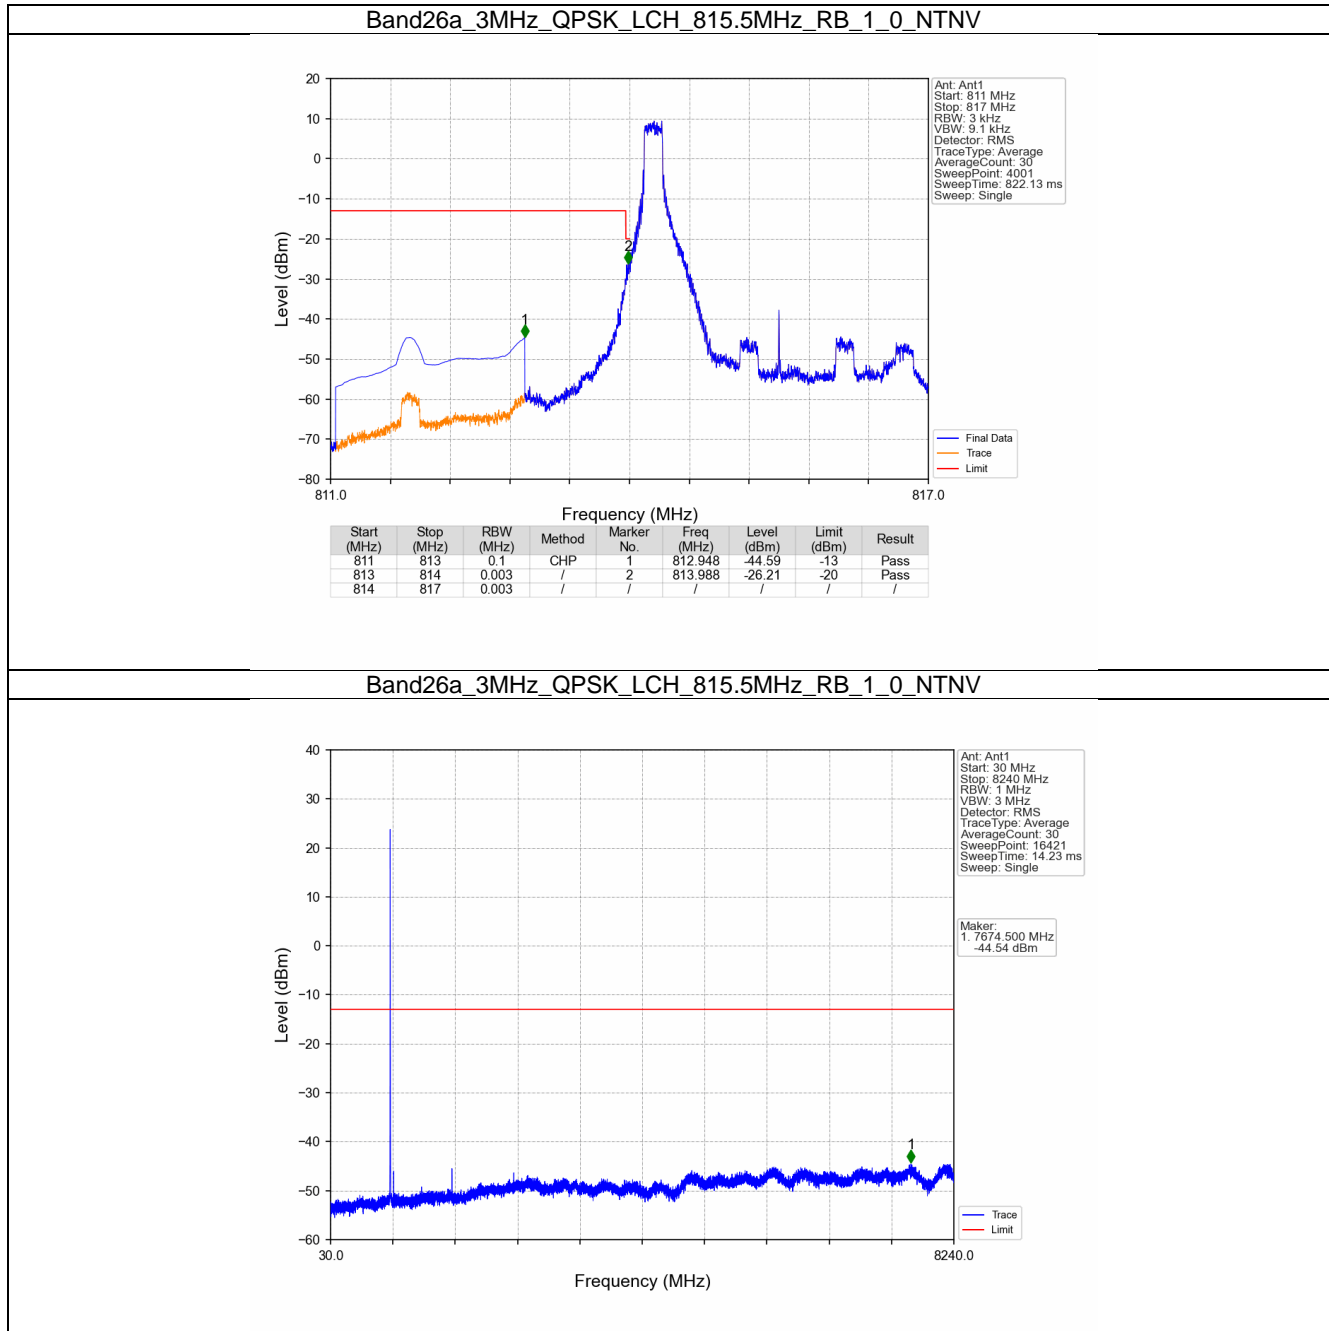 Band26a_3MHz_QPSK_LCH_815.5MHz_RB_1_0_NTNV
20
10
0
−10
−20
−30
−40
−50
−60
−70
−80
Level (dBm)
1
2
811.0
817.0
Frequency (MHz)
Ant: Ant1
Start: 811 MHz
Stop: 817 MHz
RBW: 3 kHz
VBW: 9.1 kHz
Detector: RMS
TraceType: Average
AverageCount: 30
SweepPoint: 4001
SweepTime: 822.13 ms
Sweep: Single
Final Data
Trace
Limit
Start (MHz) Stop (MHz) RBW (MHz) Method Marker No. Freq (MHz) Level (dBm) Limit (dBm) Result
811 813 0.1 CHP 1 812.948 -44.59 -13 Pass
813 814 0.003 / 2 813.988 -26.21 -20 Pass
814 817 0.003 / / / / / /
Band26a_3MHz_QPSK_LCH_815.5MHz_RB_1_0_NTNV
40
30
20
10
0
−10
−20
−30
−40
−50
−60
Level (dBm)
1
30.0
8240.0
Frequency (MHz)
Ant: Ant1
Start: 30 MHz
Stop: 8240 MHz
RBW: 1 MHz
VBW: 3 MHz
Detector: RMS
TraceType: Average
AverageCount: 30
SweepPoint: 16421
SweepTime: 14.23 ms
Sweep: Single
Maker:
1. 7674.500 MHz
-44.54 dBm
Trace
Limit